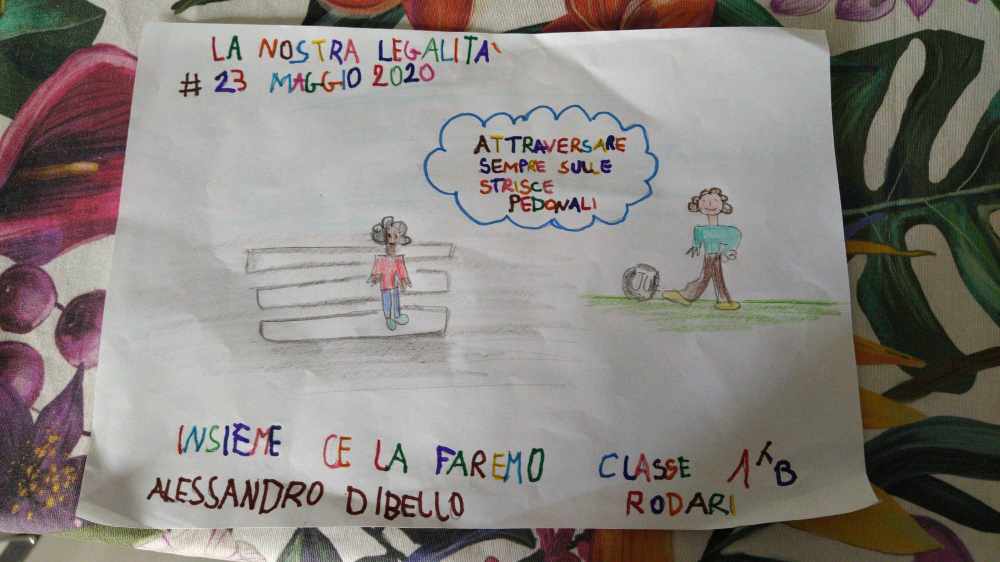 LA NOSTRA LEGALITA`
# 23 MAGGIO 2020
ATTRAVERSARE
SEMPRE SULLE
STRISCE
PEDONALI
JU
INSIEME CE LA FAREMO
ALESSANDRO DIBELLO
CLASSE 1^B
RODARI